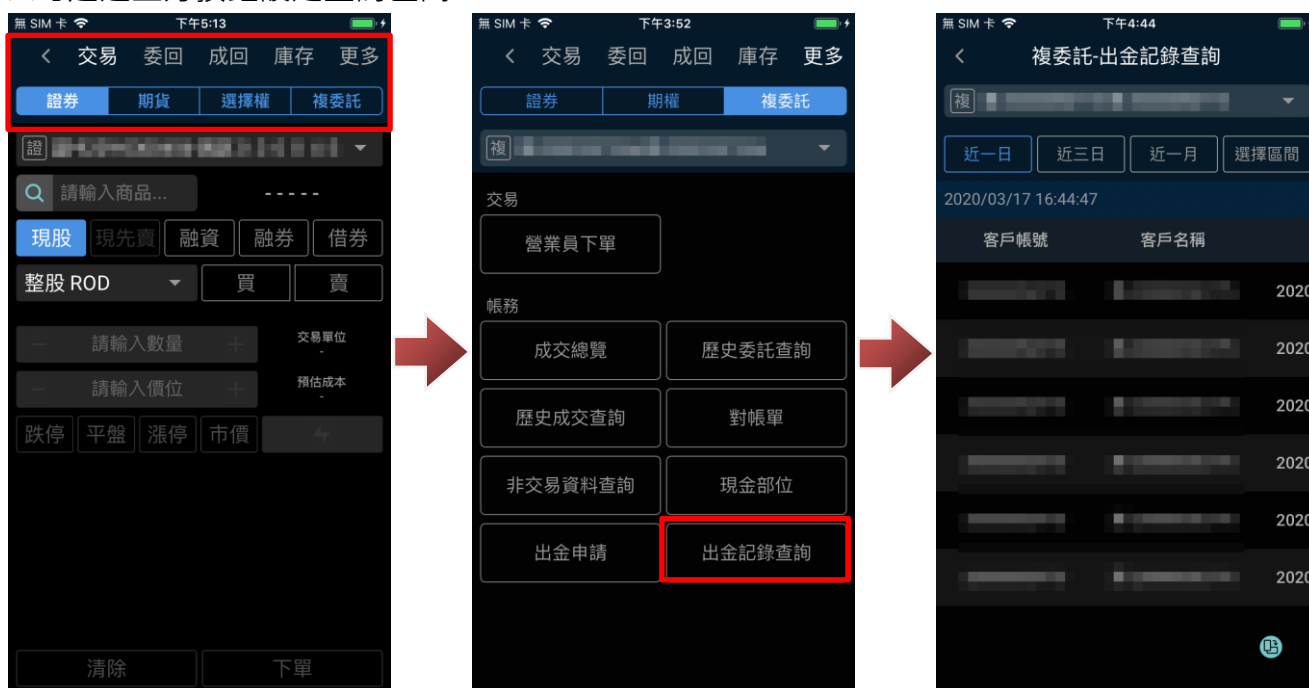 無 SIM 卡 下午5:13
交易 委回 成回 庫存 更多
證券 期貨 選擇權 複委託
證
請輸入商品... -----
現股 現先賣 融資 融券 借券
整股 ROD 買 賣
請輸入數量 交易單位
-
請輸入價位 預估成本
-
跌停 平盤 漲停 市價
清除 下單
無 SIM 卡 下午3:52
交易 委回 成回 庫存 更多
證券 期權 複委託
複
交易
營業員下單
帳務
成交總覽 歷史委託查詢
歷史成交查詢 對帳單
非交易資料查詢 現金部位
出金申請 出金記錄查詢
無 SIM 卡 下午4:44
複委託-出金記錄查詢
複
近一日 近三日 近一月 選擇區間
2020/03/17 16:44:47
客戶帳號 客戶名稱
2020
2020
2020
2020
2020
2020